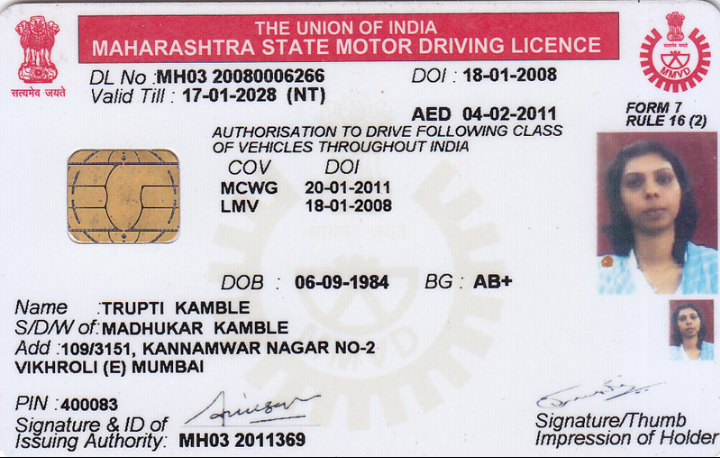 THE UNION OF INDIA
MAHARASHTRA STATE MOTOR DRIVING LICENCE
सत्यमेव जयते
MMVD
DL No : MH03 20080006266 DOI : 18-01-2008
Valid Till : 17-01-2028 (NT)
AED 04-02-2011
FORM 7
RULE 16 (2)
AUTHORISATION TO DRIVE FOLLOWING CLASS
OF VEHICLES THROUGHOUT INDIA
COV DOI
MCWG 20-01-2011
LMV 18-01-2008
DOB : 06-09-1984 BG : AB+
Name : TRUPTI KAMBLE
S/D/W of : MADHUKAR KAMBLE
Add : 109/3151, KANNAMWAR NAGAR NO-2
VIKHROLI (E) MUMBAI
PIN : 400083
Signature & ID of
Issuing Authority: MH03 2011369
Signature/Thumb
Impression of Holder